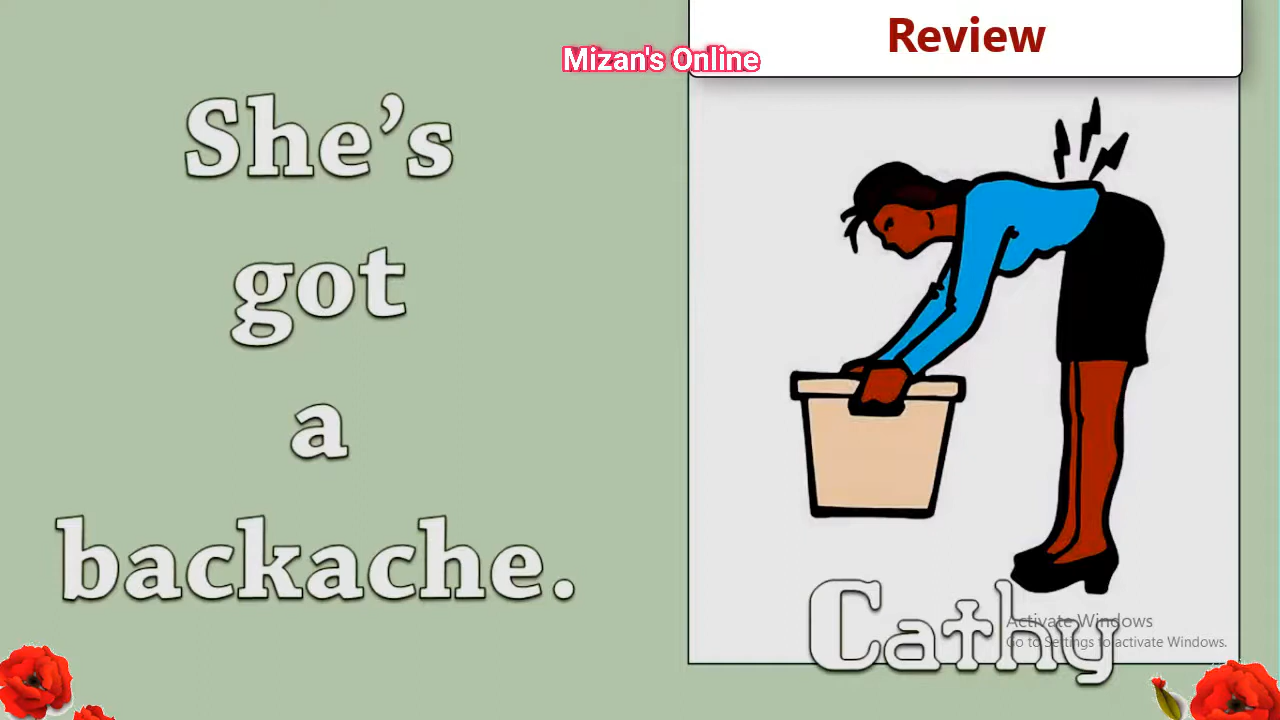 Review
Mizan's Online
She's
got
a
backache.
Cathy
Activate Windows
Go to Settings to activate Windows.